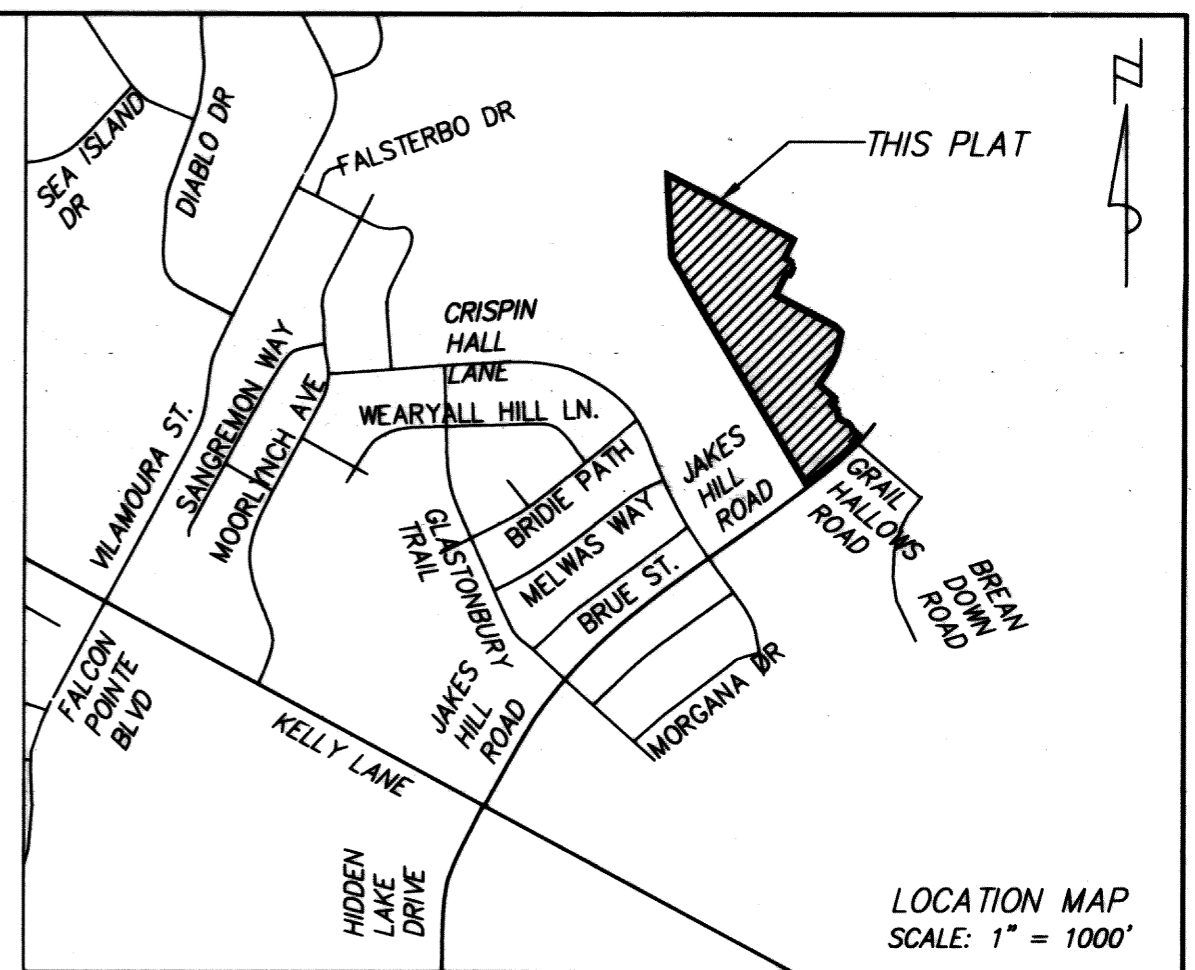 SEA ISLAND
DR
DIABLO DR
FALSTERBO DR
THIS PLAT
N
CRISPIN
HALL
LANE
SANGREMON WAY
MOORLYNCH AVE
WEARYALL HILL LN.
VILAMOURA ST.
GLASTONBURY
TRAIL
BRIDIE PATH
MELWAS WAY
BRUE ST.
JAKES
HILL
ROAD
GRAIL
HALLOWS
ROAD
BREAN
DOWN
ROAD
FALCON
POINTE
BLVD
KELLY LANE
JAKES
HILL
ROAD
MORGANA DR
HIDDEN
LAKE
DRIVE
LOCATION MAP
SCALE: 1" = 1000'